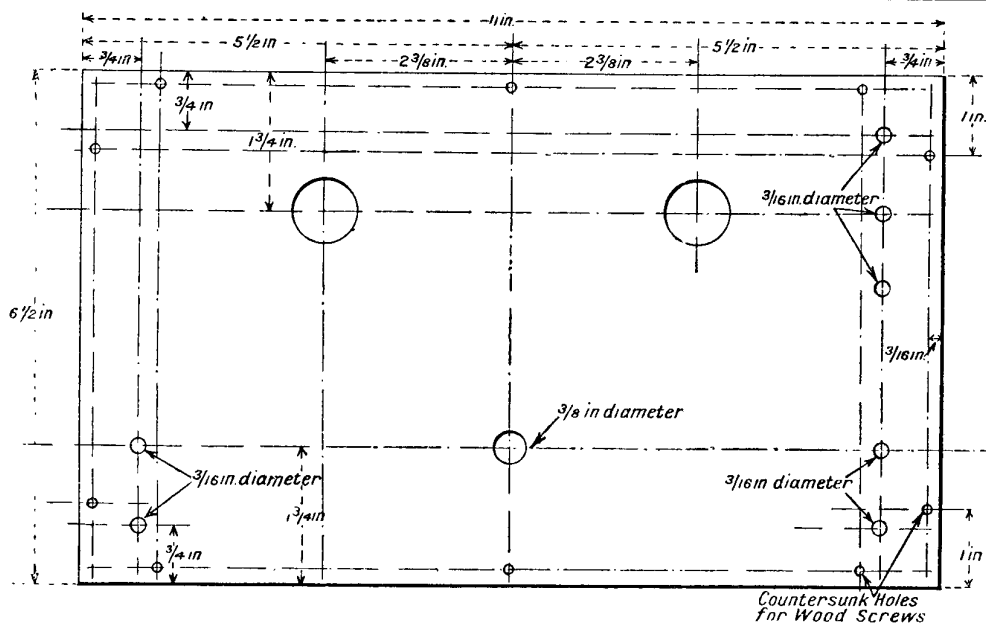 11in.
5 1/2 in
5 1/2 in.
3/4 in.
2 3/8 in.
2 3/8 in.
3/4 in.
3/4 in
1 3/4 in.
1 in.
3/16 in. diameter
6 1/2 in
3/16 in.
3/8 in diameter
3/16 in. diameter
3/16 in diameter
1 3/4 in
3/4 in
1 in
Countersunk Holes
for Wood Screws